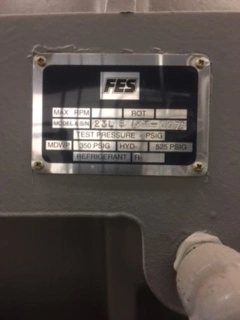 FES
MAX RPM ROT
MODEL & S/N
TEST PRESSURE PSIG
MDWP 350 PSIG HYD 525 PSIG
REFRIGERANT R-